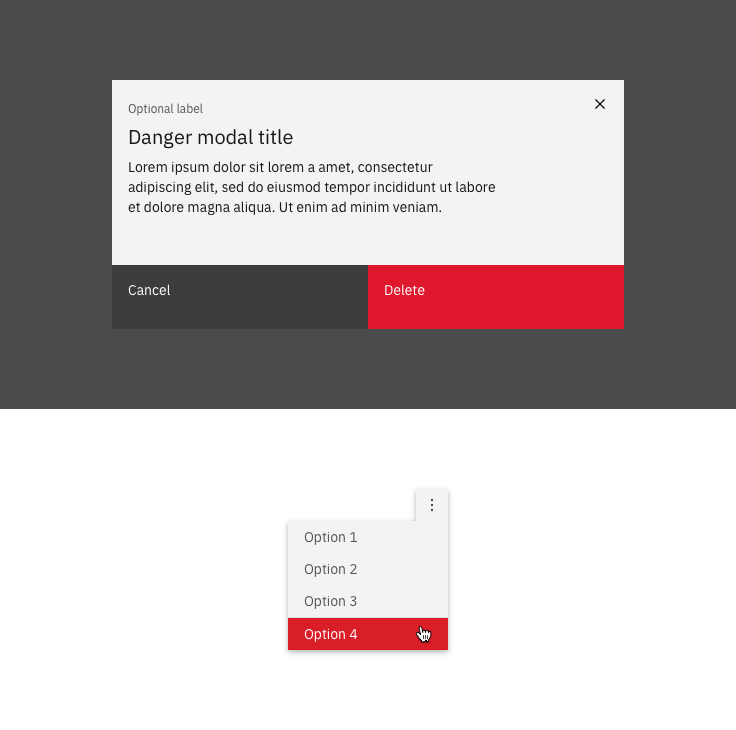 Optional label
Danger modal title
Lorem ipsum dolor sit lorem a amet, consectetur
adipiscing elit, sed do eiusmod tempor incididunt ut labore
et dolore magna aliqua. Ut enim ad minim veniam.
Cancel
Delete
Option 1
Option 2
Option 3
Option 4